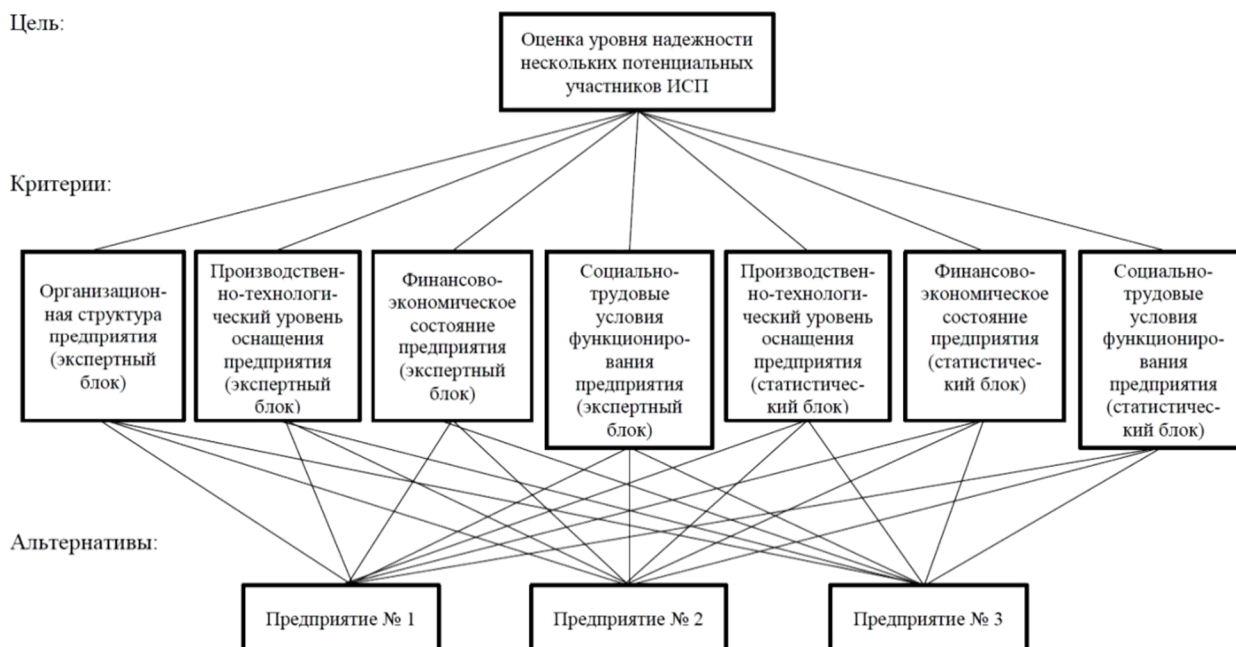 Цель:
Оценка уровня надежности
нескольких потенциальных
участников ИСП
Критерии:
Организацион-
ная структура
предприятия
(экспертный
блок)
Производствен-
но-технологи-
ческий уровень
оснащения
предприятия
(экспертный
блок)
Финансово-
экономическое
состояние
предприятия
(экспертный
блок)
Социально-
трудовые
условия
функциониро-
вания
предприятия
(экспертный
блок)
Производствен-
но-технологи-
ческий уровень
оснащения
предприятия
(статистичес-
кий блок)
Финансово-
экономическое
состояние
предприятия
(статистичес-
кий блок)
Социально-
трудовые
условия
функциониро-
вания
предприятия
(статистичес-
кий блок)
Альтернативы:
Предприятие № 1
Предприятие № 2
Предприятие № 3